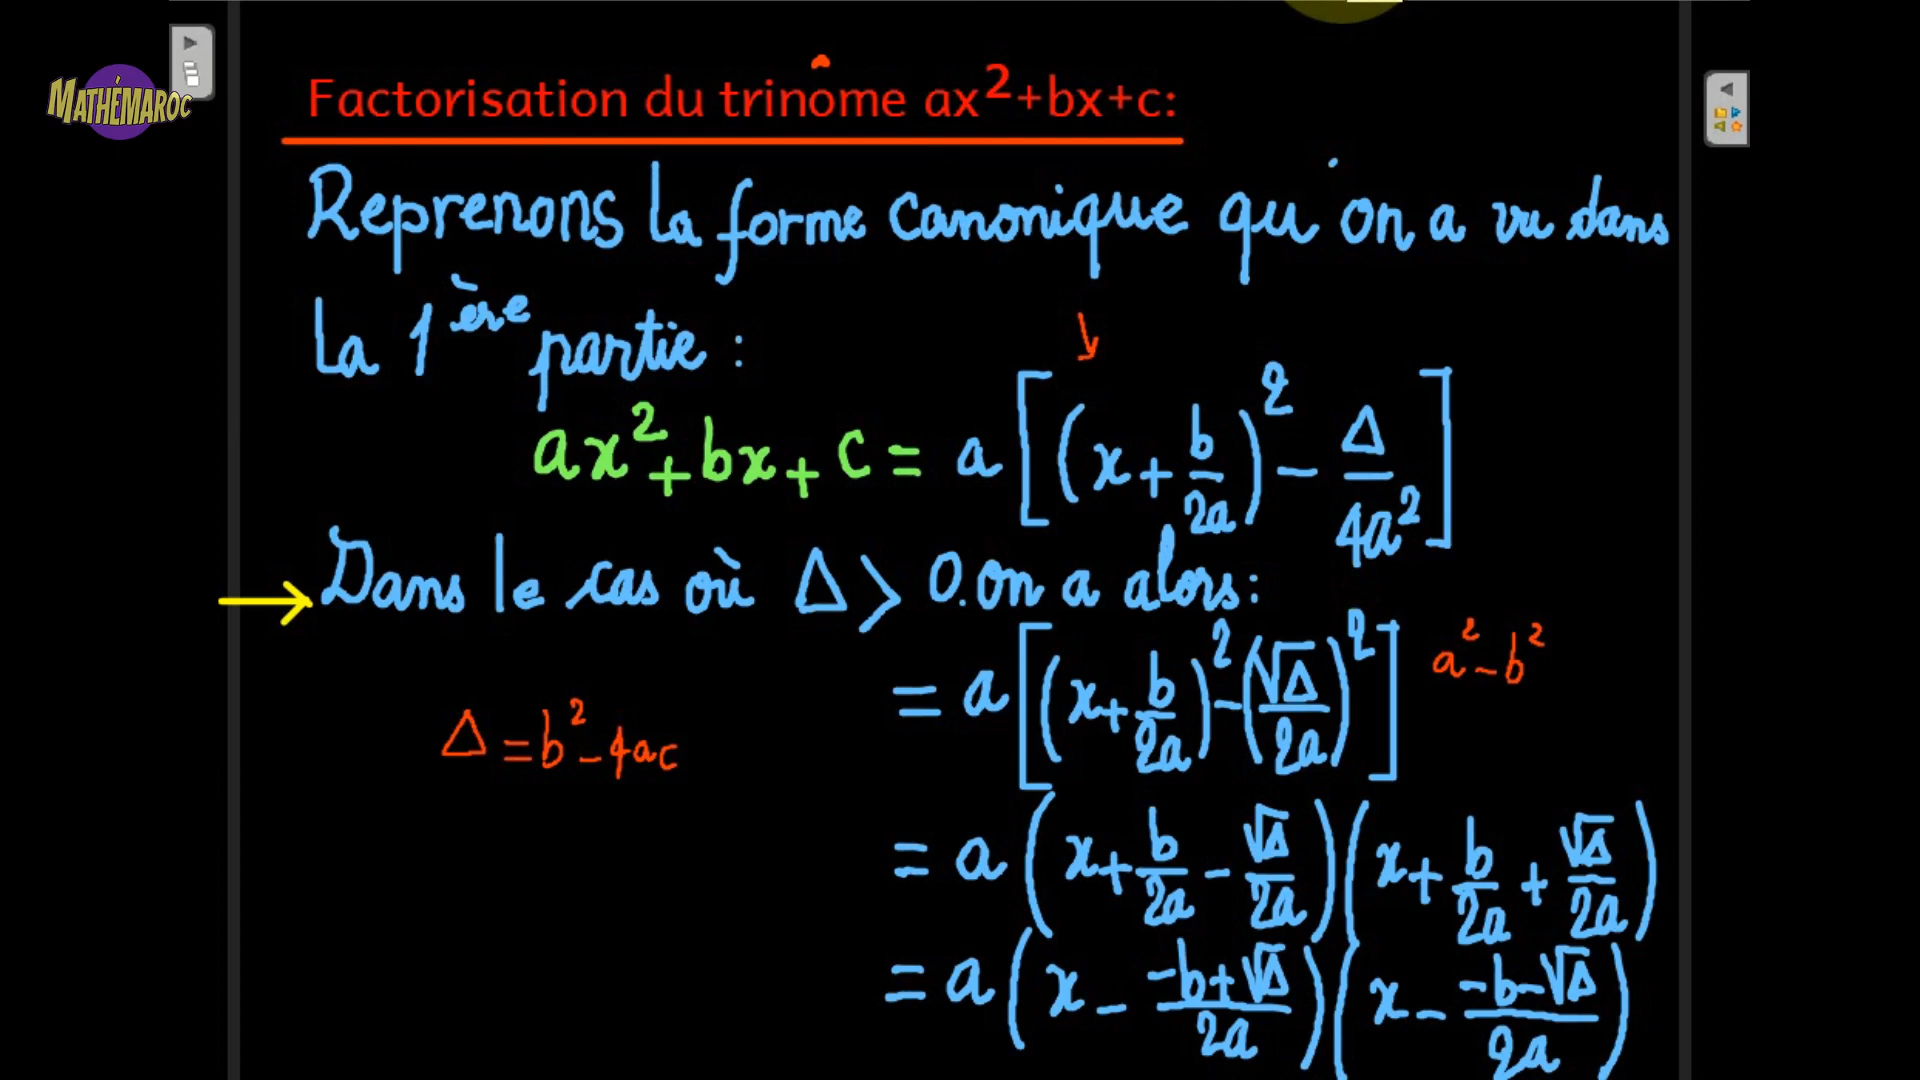 MATHÉMAROC
Factorisation du trinôme ax²+bx+c:
Reprenons la forme canonique qu'on a vu dans
la 1ère partie :
ax²+bx+c = a[(x+b/2a)² - Δ/4a²]
Dans le cas où Δ > 0. on a alors:
= a[(x+b/2a)² - (√Δ/2a)²] a²-b²
Δ = b²-4ac
= a(x+b/2a - √Δ/2a)(x+b/2a + √Δ/2a)
= a(x - -b+√Δ/2a)(x - -b-√Δ/2a)